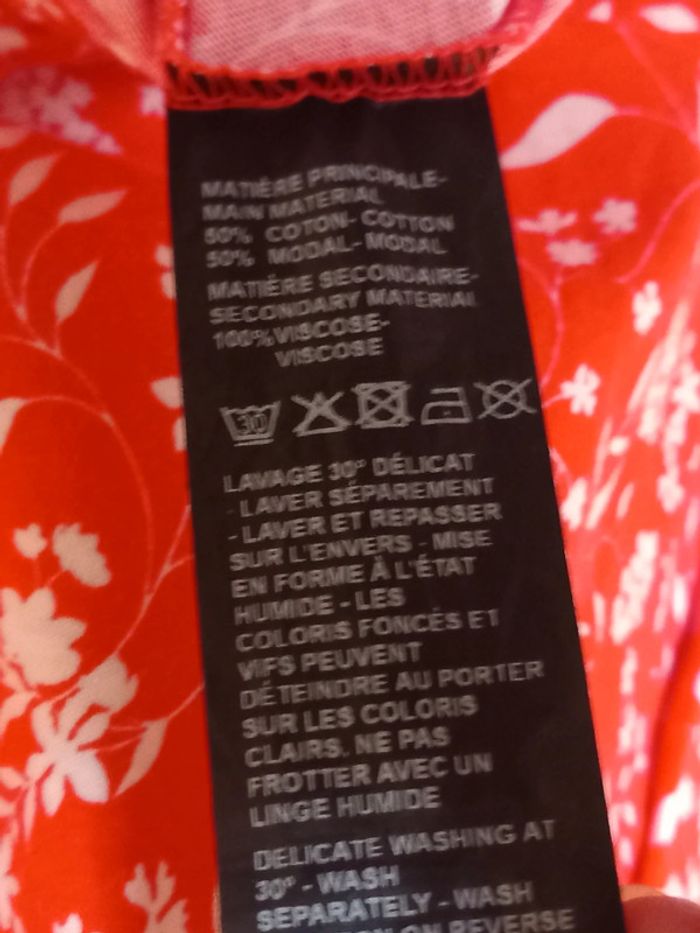 MATIÈRE PRINCIPALE-
MAIN MATERIAL
50% COTON- COTTON
50% MODAL- MODAL
MATIÈRE SECONDAIRE-
SECONDARY MATERIAL
100% VISCOSE-
VISCOSE
30
LAVAGE 30° DÉLICAT
- LAVER SÉPAREMENT
- LAVER ET REPASSER
SUR L'ENVERS - MISE
EN FORME À L'ÉTAT
HUMIDE - LES
COLORIS FONCÉS ET
VIFS PEUVENT
DÉTEINDRE AU PORTER
SUR LES COLORIS
CLAIRS. NE PAS
FROTTER AVEC UN
LINGE HUMIDE
DELICATE WASHING AT
30° - WASH
SEPARATELY - WASH
ON REVERSE